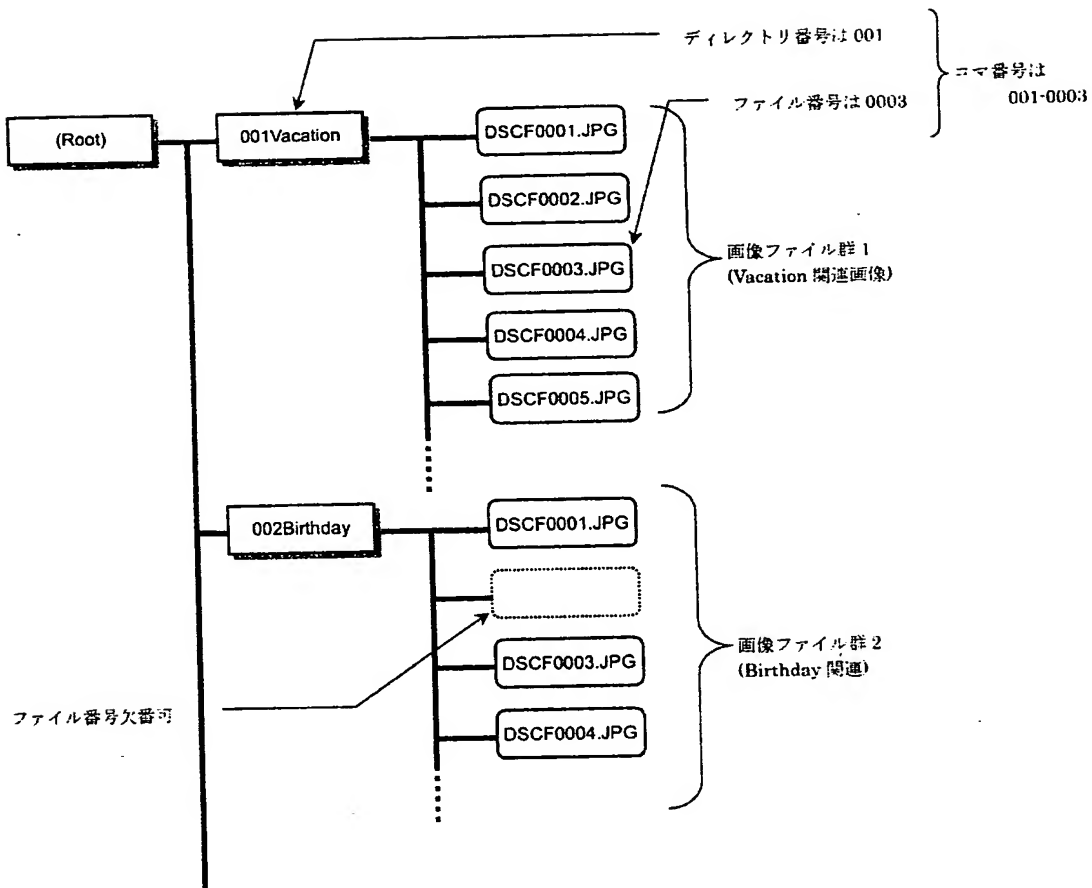 ディレクトリ番号は 001
コマ番号は
001-0003
ファイル番号は 0003
(Root)
001Vacation
DSCF0001.JPG
DSCF0002.JPG
DSCF0003.JPG
DSCF0004.JPG
DSCF0005.JPG
画像ファイル群 1
(Vacation 関連画像)
002Birthday
DSCF0001.JPG
DSCF0003.JPG
DSCF0004.JPG
画像ファイル群 2
(Birthday 関連)
ファイル番号欠番可